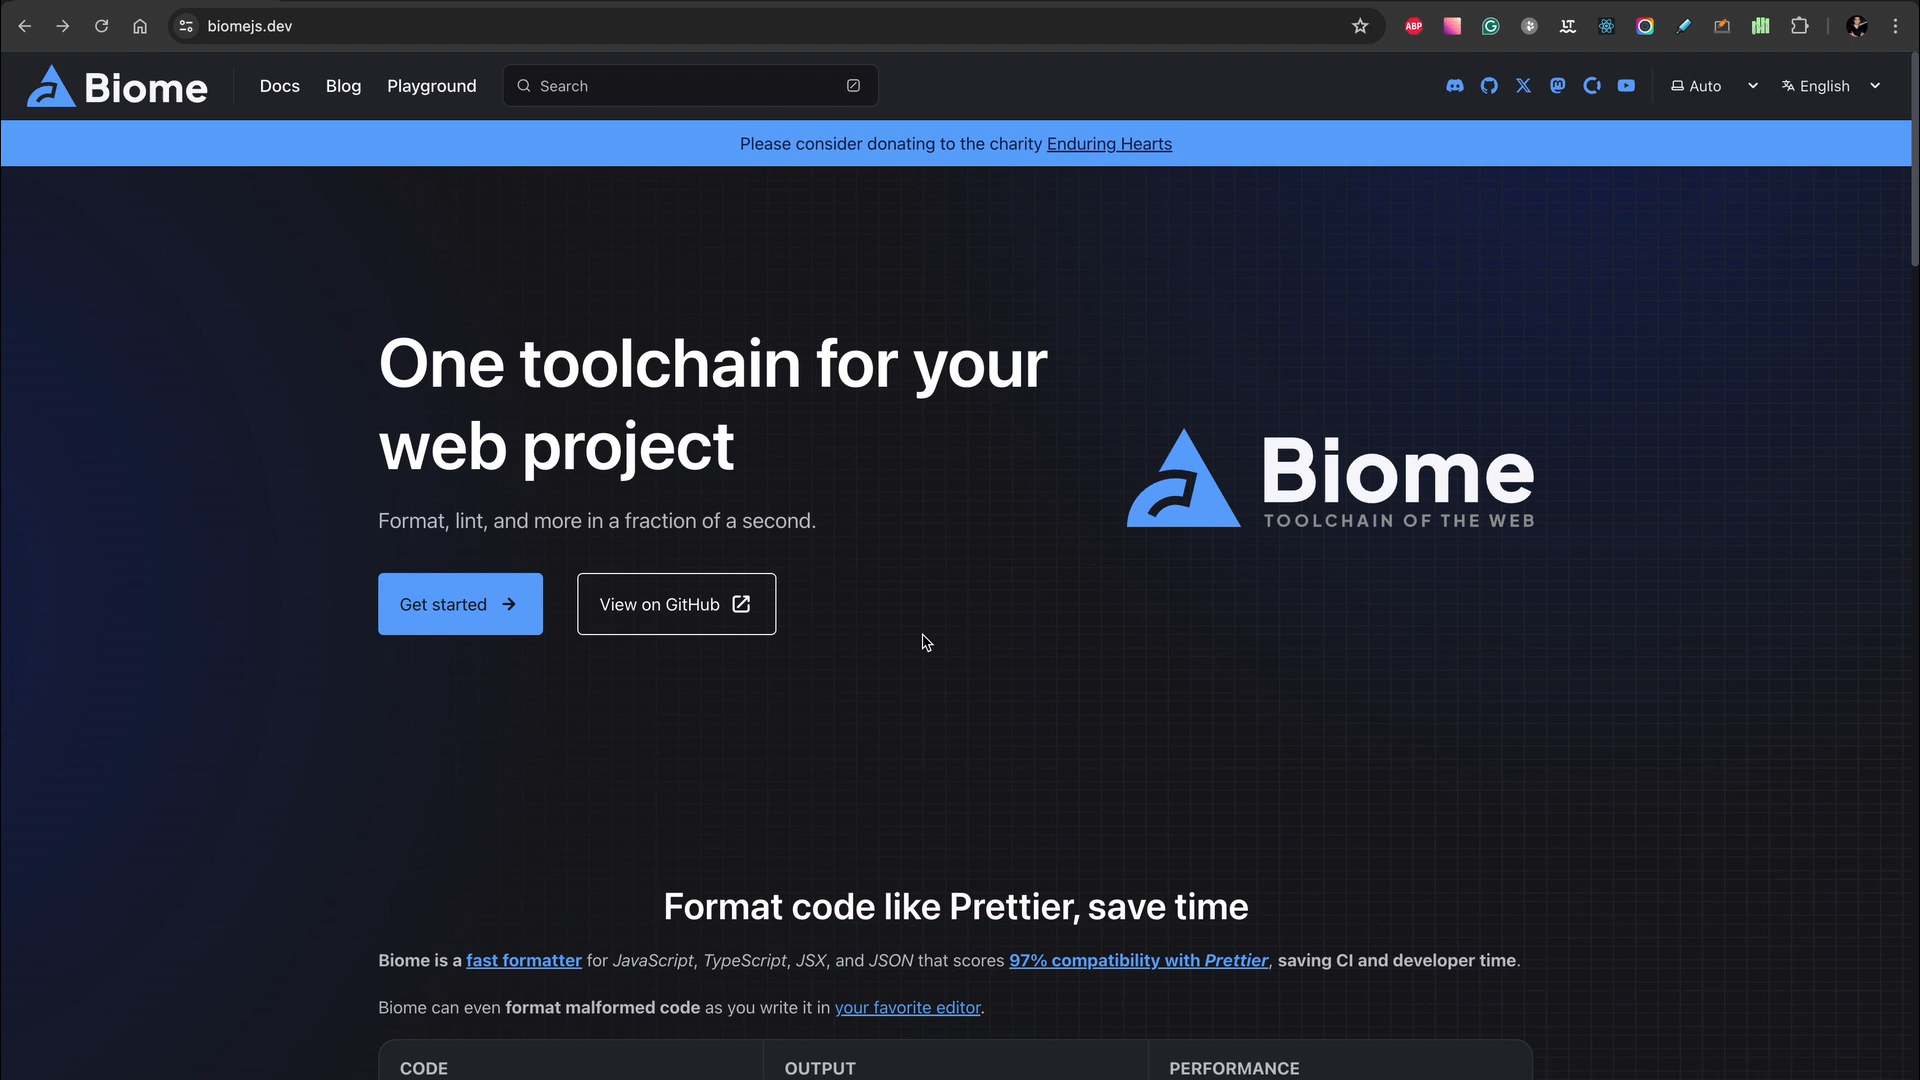 biomejs.dev
ABP
Biome
Docs
Blog
Playground
Search
Auto
English
Please consider donating to the charity Enduring Hearts
One toolchain for your
web project
Format, lint, and more in a fraction of a second.
Get started
View on GitHub
Biome
TOOLCHAIN OF THE WEB
Format code like Prettier, save time
Biome is a fast formatter for JavaScript, TypeScript, JSX, and JSON that scores 97% compatibility with Prettier, saving CI and developer time.
Biome can even format malformed code as you write it in your favorite editor.
CODE
OUTPUT
PERFORMANCE